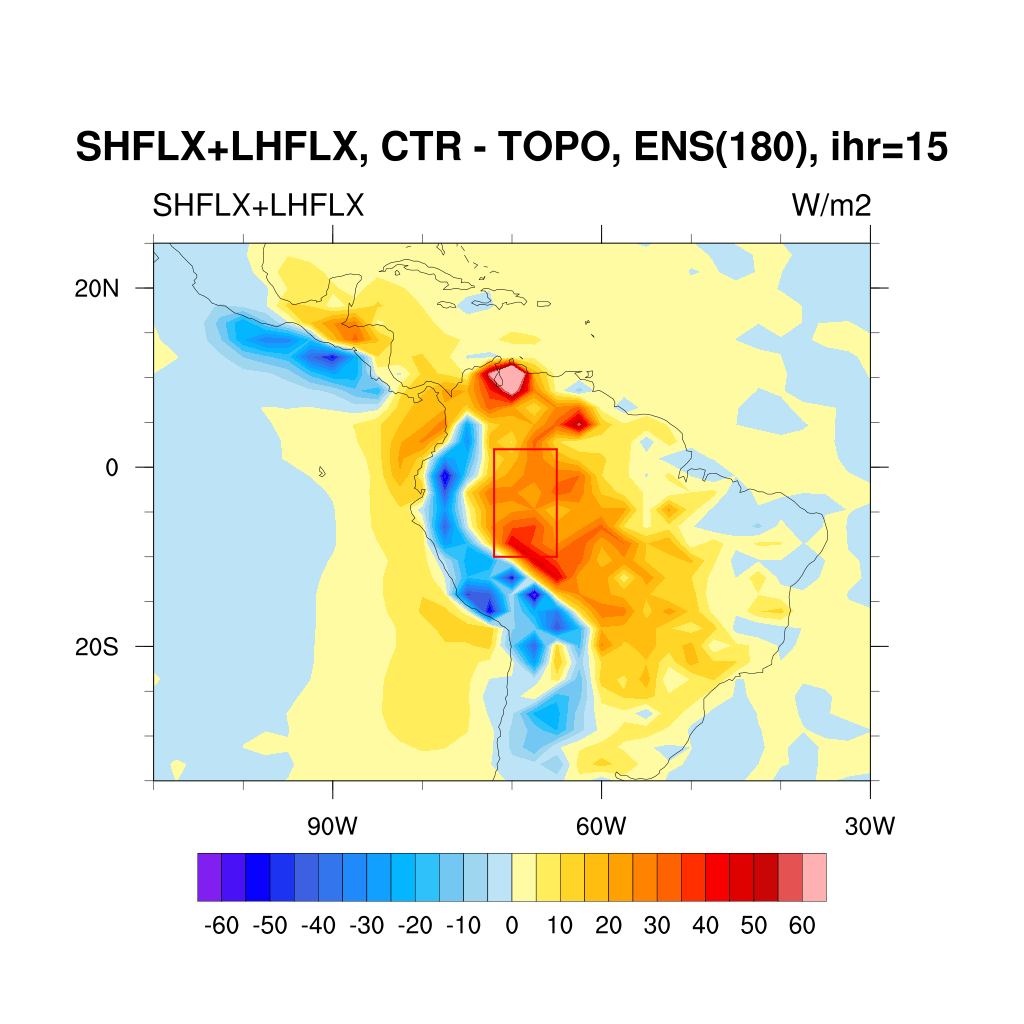 SHFLX+LHFLX, CTR - TOPO, ENS(180), ihr=15
SHFLX+LHFLX W/m2
20N
0
20S
90W 60W 30W
-60 -50 -40 -30 -20 -10 0 10 20 30 40 50 60